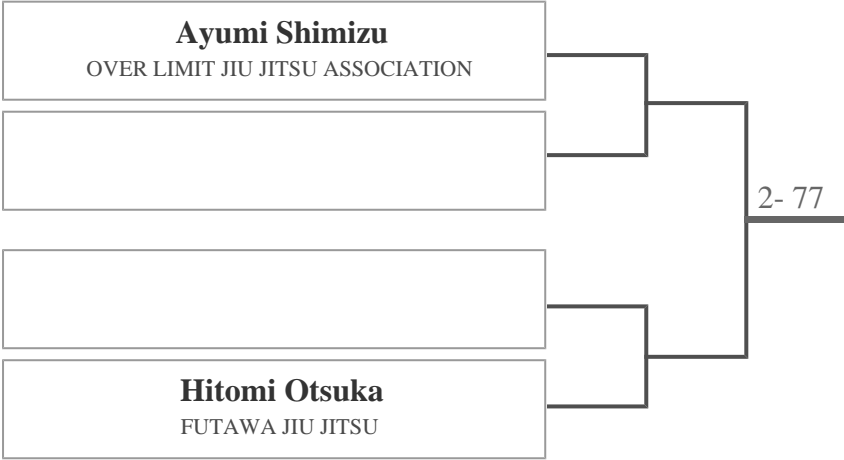 Ayumi Shimizu
OVER LIMIT JIU JITSU ASSOCIATION
2- 77
Hitomi Otsuka
FUTAWA JIU JITSU